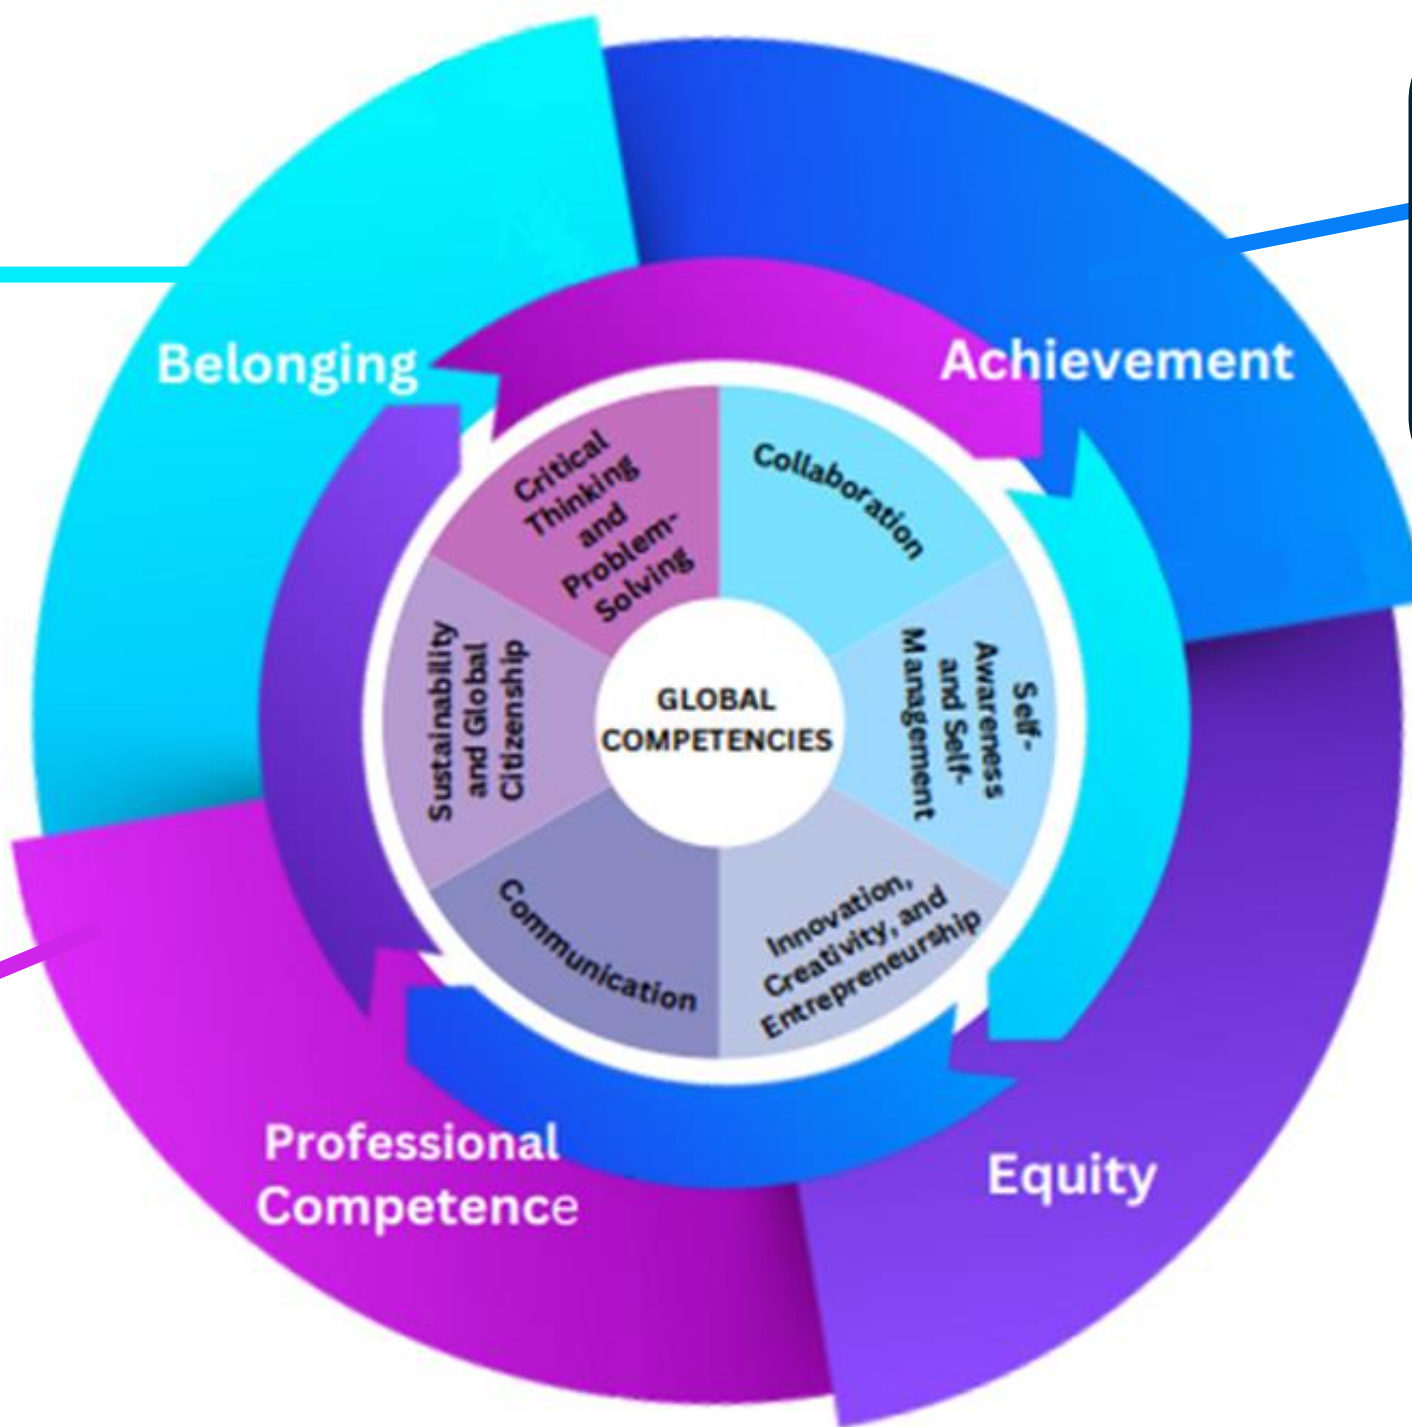 Belonging
Achievement
Critical
Thinking
and
Problem-
Solving
Collaboration
Sustainability
and Global
Citizenship
GLOBAL
COMPETENCIES
Self-
Awareness
and Self-
Management
Communication
Innovation,
Creativity, and
Entrepreneurship
Professional
Competence
Equity